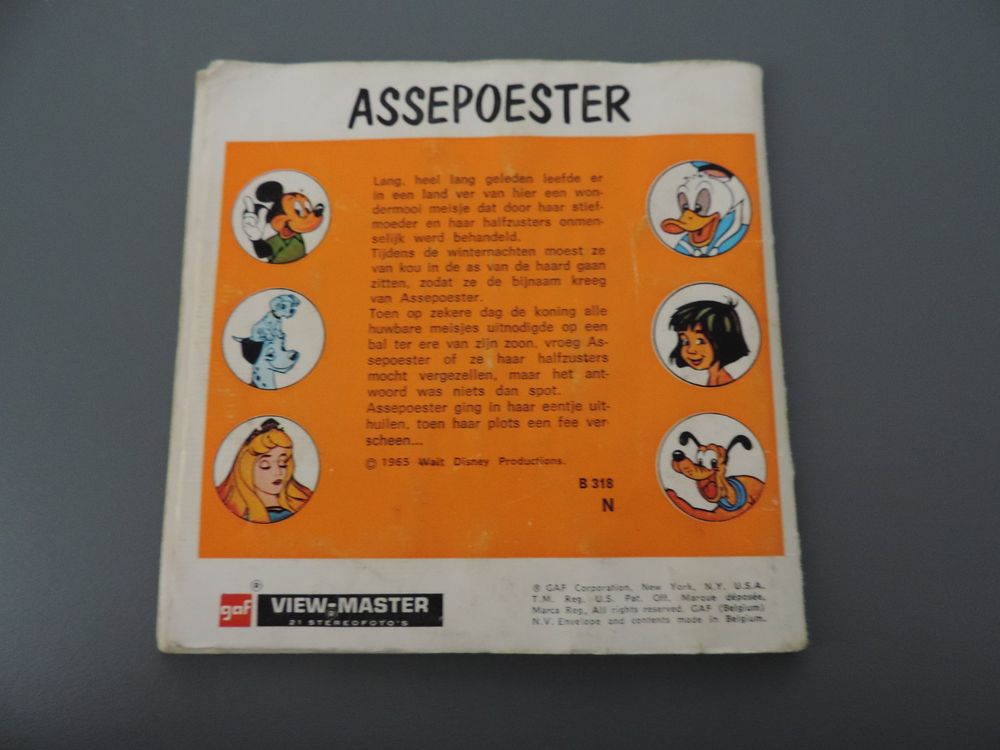 ASSEPOESTER
Lang, heel lang geleden leefde er
in een land ver van hier een won-
dermooi meisje dat door haar stief-
moeder en haar halfzusters onmen-
selijk werd behandeld.
Tijdens de winternachten moest ze
van kou in de as van de haard gaan
zitten, zodat ze de bijnaam kreeg
van Assepoester.
Toen op zekere dag de koning alle
huwbare meisjes uitnodigde op een
bal ter ere van zijn zoon, vroeg As-
sepoester of ze haar halfzusters
mocht vergezellen, maar het ant-
woord was niets dan spot.
Assepoester ging in haar eentje uit-
huilen, toen haar plots een fee ver-
scheen...
© 1965 Walt Disney Productions.
B 318
N
gaf ®
VIEW-MASTER
21 STEREOFOTO'S
® GAF Corporation, New York, N.Y. U.S.A.
T.M. Reg. U.S. Pat. Off. Marque déposée,
Marca Reg., All rights reserved. GAF (Belgium)
N.V. Envelope and contents made in Belgium.